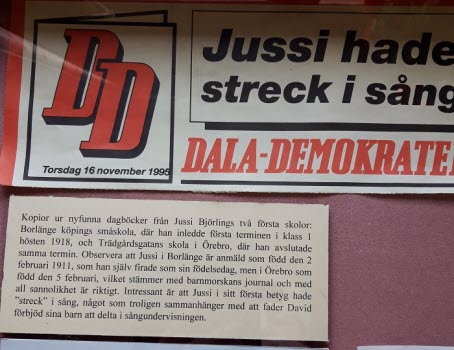 Jussi hade
streck i sång
DD
Torsdag 16 november 1995
DALA-DEMOKRATE
Kopior ur nyfunna dagböcker från Jussi Björlings två första skolor:
Borlänge köpings småskola, där han inledde första terminen i klass 1
hösten 1918, och Trädgårdsgatans skola i Örebro, där han avslutade
samma termin. Observera att Jussi i Borlänge är anmäld som född den 2
februari 1911, som han själv firade som sin födelsedag, men i Örebro som
född den 5 februari, vilket stämmer med barnmorskans journal och med
all sannolikhet är riktigt. Intressant är att Jussi i sitt första betyg hade
"streck" i sång, något som troligen sammanhänger med att fader David
förbjöd sina barn att delta i sångundervisningen.